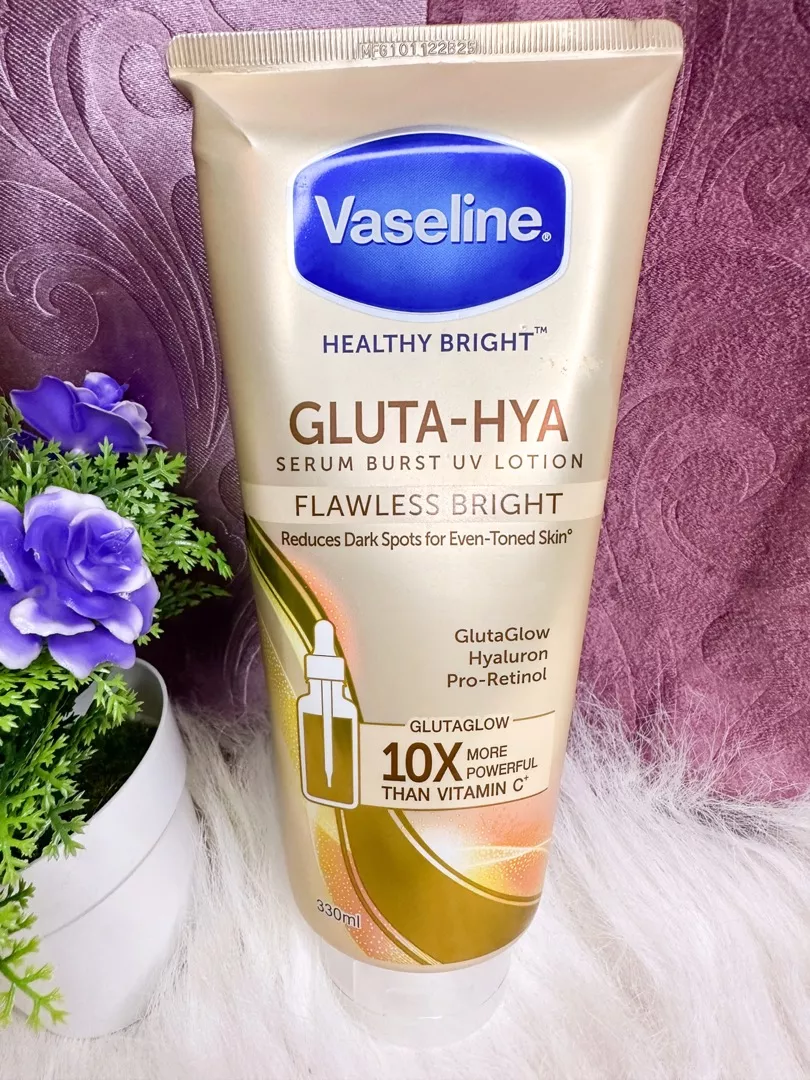 Vaseline®
HEALTHY BRIGHT™
GLUTA-HYA
SERUM BURST UV LOTION
FLAWLESS BRIGHT
Reduces Dark Spots for Even-Toned Skin°
GlutaGlow
Hyaluron
Pro-Retinol
GLUTAGLOW
10X MORE
POWERFUL
THAN VITAMIN C⁺
330ml